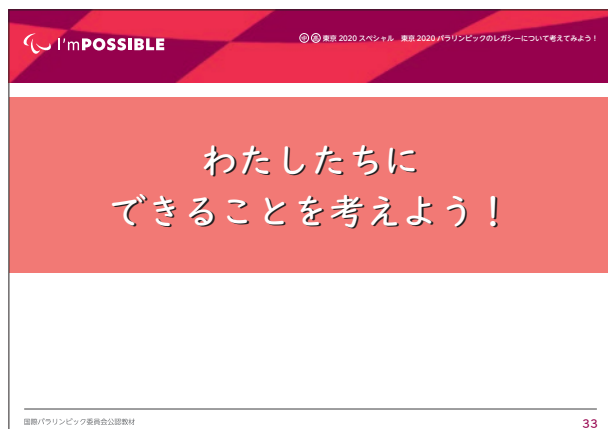 I'mPOSSIBLE
中 高 東京 2020 スペシャル 東京 2020 パラリンピックのレガシーについて考えてみよう！
わたしたちに
できることを考えよう！
国際パラリンピック委員会公認教材
33